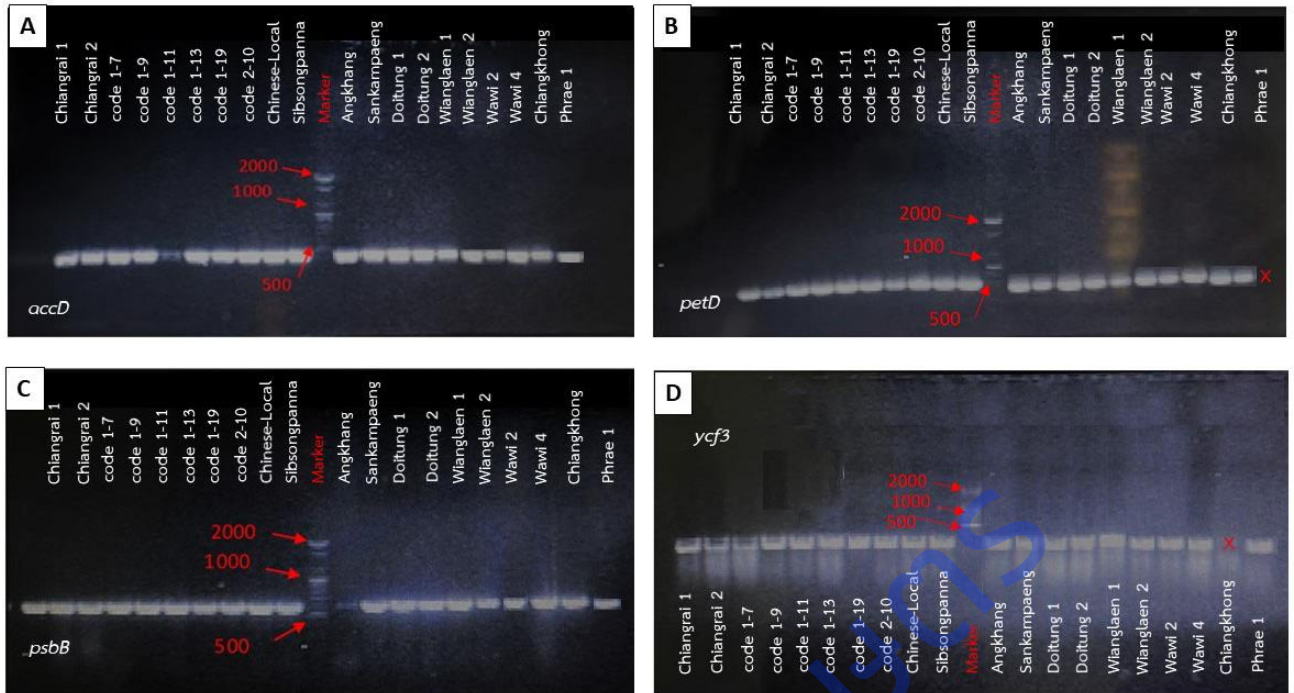 A
Chiangrai 1
Chiangrai 2
code 1-7
code 1-9
code 1-11
code 1-13
code 1-19
code 2-10
Chinese-Local
Sibsongpanna
Marker
Angkhang
Sankampaeng
Doitung 1
Doitung 2
Wianglaen 1
Wianglaen 2
Wawi 2
Wawi 4
Chiangkhong
Phrae 1
2000
1000
500
accD
B
Chiangrai 1
Chiangrai 2
code 1-7
code 1-9
code 1-11
code 1-13
code 1-19
code 2-10
Chinese-Local
Sibsongpanna
Marker
Angkhang
Sankampaeng
Doitung 1
Doitung 2
Wianglaen 1
Wianglaen 2
Wawi 2
Wawi 4
Chiangkhong
Phrae 1
2000
1000
500
petD
X
C
Chiangrai 1
Chiangrai 2
code 1-7
code 1-9
code 1-11
code 1-13
code 1-19
code 2-10
Chinese-Local
Sibsongpanna
Marker
Angkhang
Sankampaeng
Doitung 1
Doitung 2
Wianglaen 1
Wianglaen 2
Wawi 2
Wawi 4
Chiangkhong
Phrae 1
2000
1000
500
psbB
D
ycf3
2000
1000
500
X
Chiangrai 1
Chiangrai 2
code 1-7
code 1-9
code 1-11
code 1-13
code 1-19
code 2-10
Chinese-Local
Sibsongpanna
Marker
Angkhang
Sankampaeng
Doitung 1
Doitung 2
Wianglaen 1
Wianglaen 2
Wawi 2
Wawi 4
Chiangkhong
Phrae 1